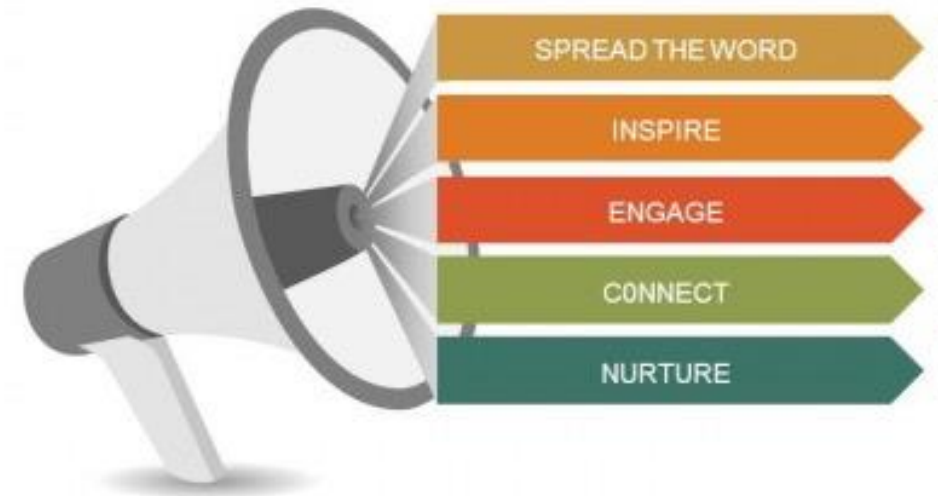 SPREAD THE WORD
INSPIRE
ENGAGE
C0NNECT
NURTURE